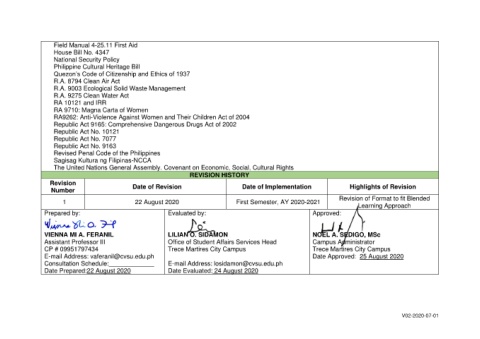 Field Manual 4-25.11 First Aid
House Bill No. 4347
National Security Policy
Philippine Cultural Heritage Bill
Quezon's Code of Citizenship and Ethics of 1937
R.A. 8794 Clean Air Act
R.A. 9003 Ecological Solid Waste Management
R.A. 9275 Clean Water Act
RA 10121 and IRR
RA 9710: Magna Carta of Women
RA9262: Anti-Violence Against Women and Their Children Act of 2004
Republic Act 9165: Comprehensive Dangerous Drugs Act of 2002
Republic Act No. 10121
Republic Act No. 7077
Republic Act No. 9163
Revised Penal Code of the Philippines
Sagisag Kultura ng Filipinas-NCCA
The United Nations General Assembly. Covenant on Economic, Social, Cultural Rights
REVISION HISTORY
Revision Number Date of Revision Date of Implementation Highlights of Revision
1 22 August 2020 First Semester, AY 2020-2021 Revision of Format to fit Blended Learning Approach
Prepared by:
VIENNA MI A. FERANIL
Assistant Professor III
CP # 09951797434
E-mail Address: vaferanil@cvsu.edu.ph
Consultation Schedule:
Date Prepared:22 August 2020
Evaluated by:
LILIAN O. SIDAMON
Office of Student Affairs Services Head
Trece Martires City Campus
E-mail Address: losidamon@cvsu.edu.ph
Date Evaluated: 24 August 2020
Approved:
NOEL A. SEDIGO, MSc
Campus Administrator
Trece Martires City Campus
Date Approved: 25 August 2020
V02-2020-57-01